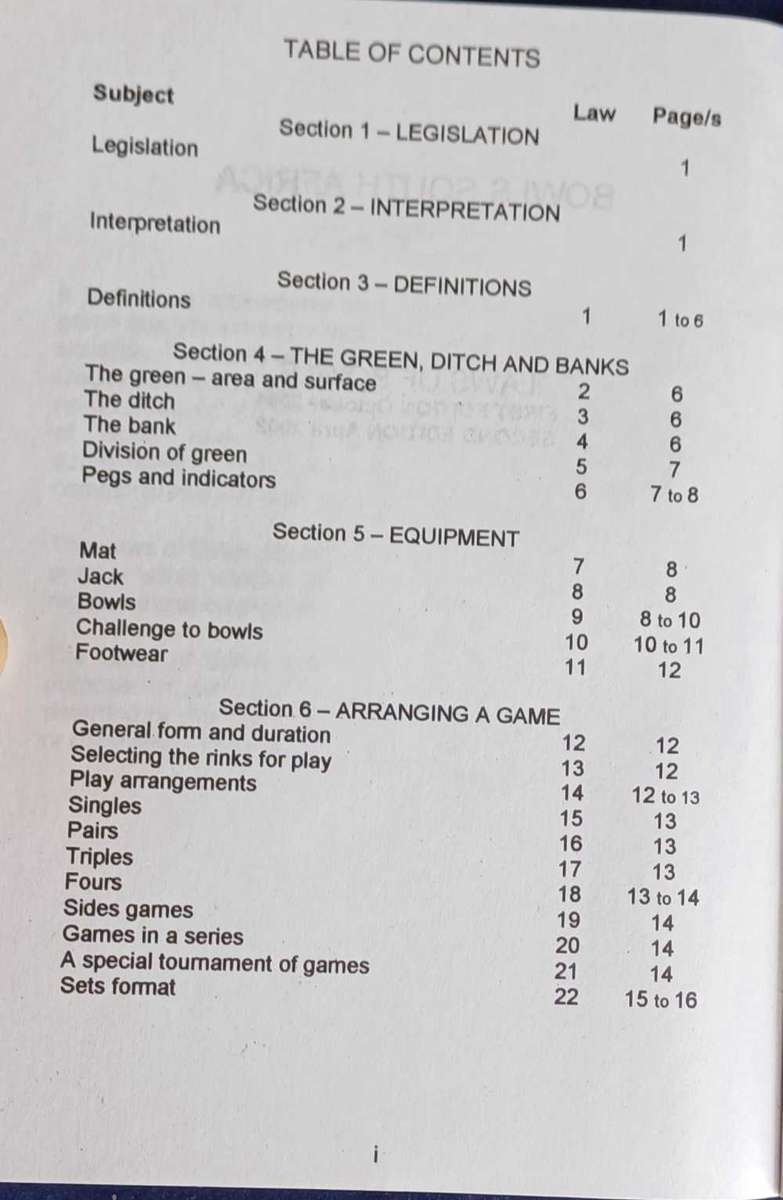 TABLE OF CONTENTS
Subject Law Page/s
Section 1 – LEGISLATION
Legislation 1
Section 2 – INTERPRETATION
Interpretation 1
Section 3 – DEFINITIONS
Definitions 1 1 to 6
Section 4 – THE GREEN, DITCH AND BANKS
The green – area and surface 2 6
The ditch 3 6
The bank 4 6
Division of green 5 7
Pegs and indicators 6 7 to 8
Section 5 – EQUIPMENT
Mat 7 8
Jack 8 8
Bowls 9 8 to 10
Challenge to bowls 10 10 to 11
Footwear 11 12
Section 6 – ARRANGING A GAME
General form and duration 12 12
Selecting the rinks for play 13 12
Play arrangements 14 12 to 13
Singles 15 13
Pairs 16 13
Triples 17 13
Fours 18 13 to 14
Sides games 19 14
Games in a series 20 14
A special tournament of games 21 14
Sets format 22 15 to 16
i